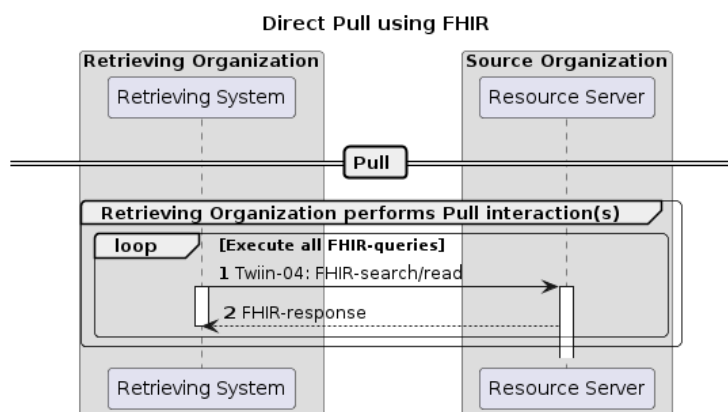 Direct Pull using FHIR
Retrieving Organization
Source Organization
Retrieving System
Resource Server
Pull
Retrieving Organization performs Pull interaction(s)
loop
[Execute all FHIR-queries]
1 Twiin-04: FHIR-search/read
2 FHIR-response
Retrieving System
Resource Server